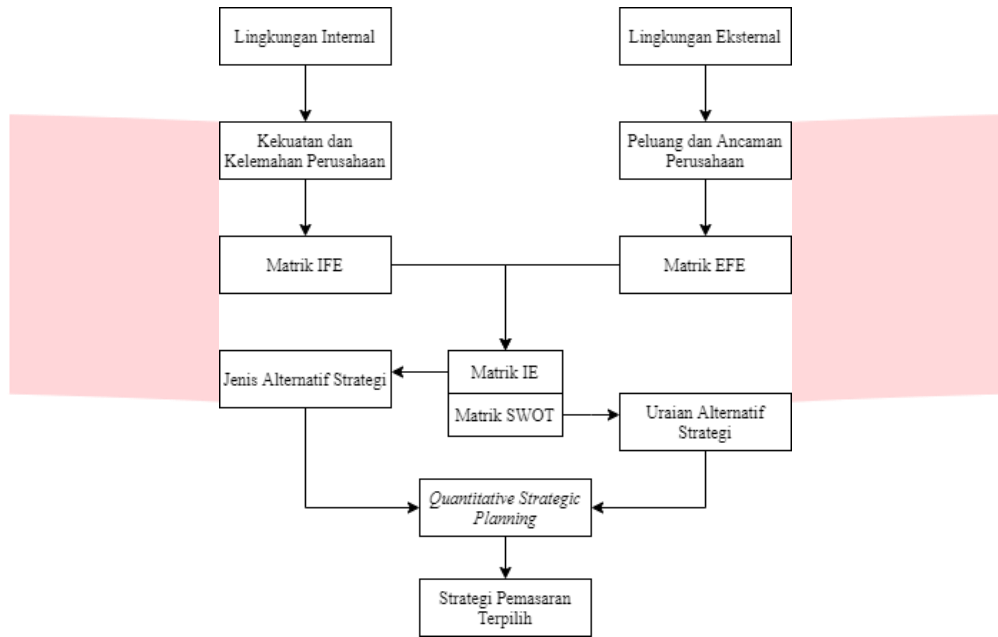 Lingkungan Internal
Lingkungan Eksternal
Kekuatan dan
Kelemahan Perusahaan
Peluang dan Ancaman
Perusahaan
Matrik IFE
Matrik EFE
Jenis Alternatif Strategi
Matrik IE
Matrik SWOT
Uraian Alternatif
Strategi
Quantitative Strategic
Planning
Strategi Pemasaran
Terpilih